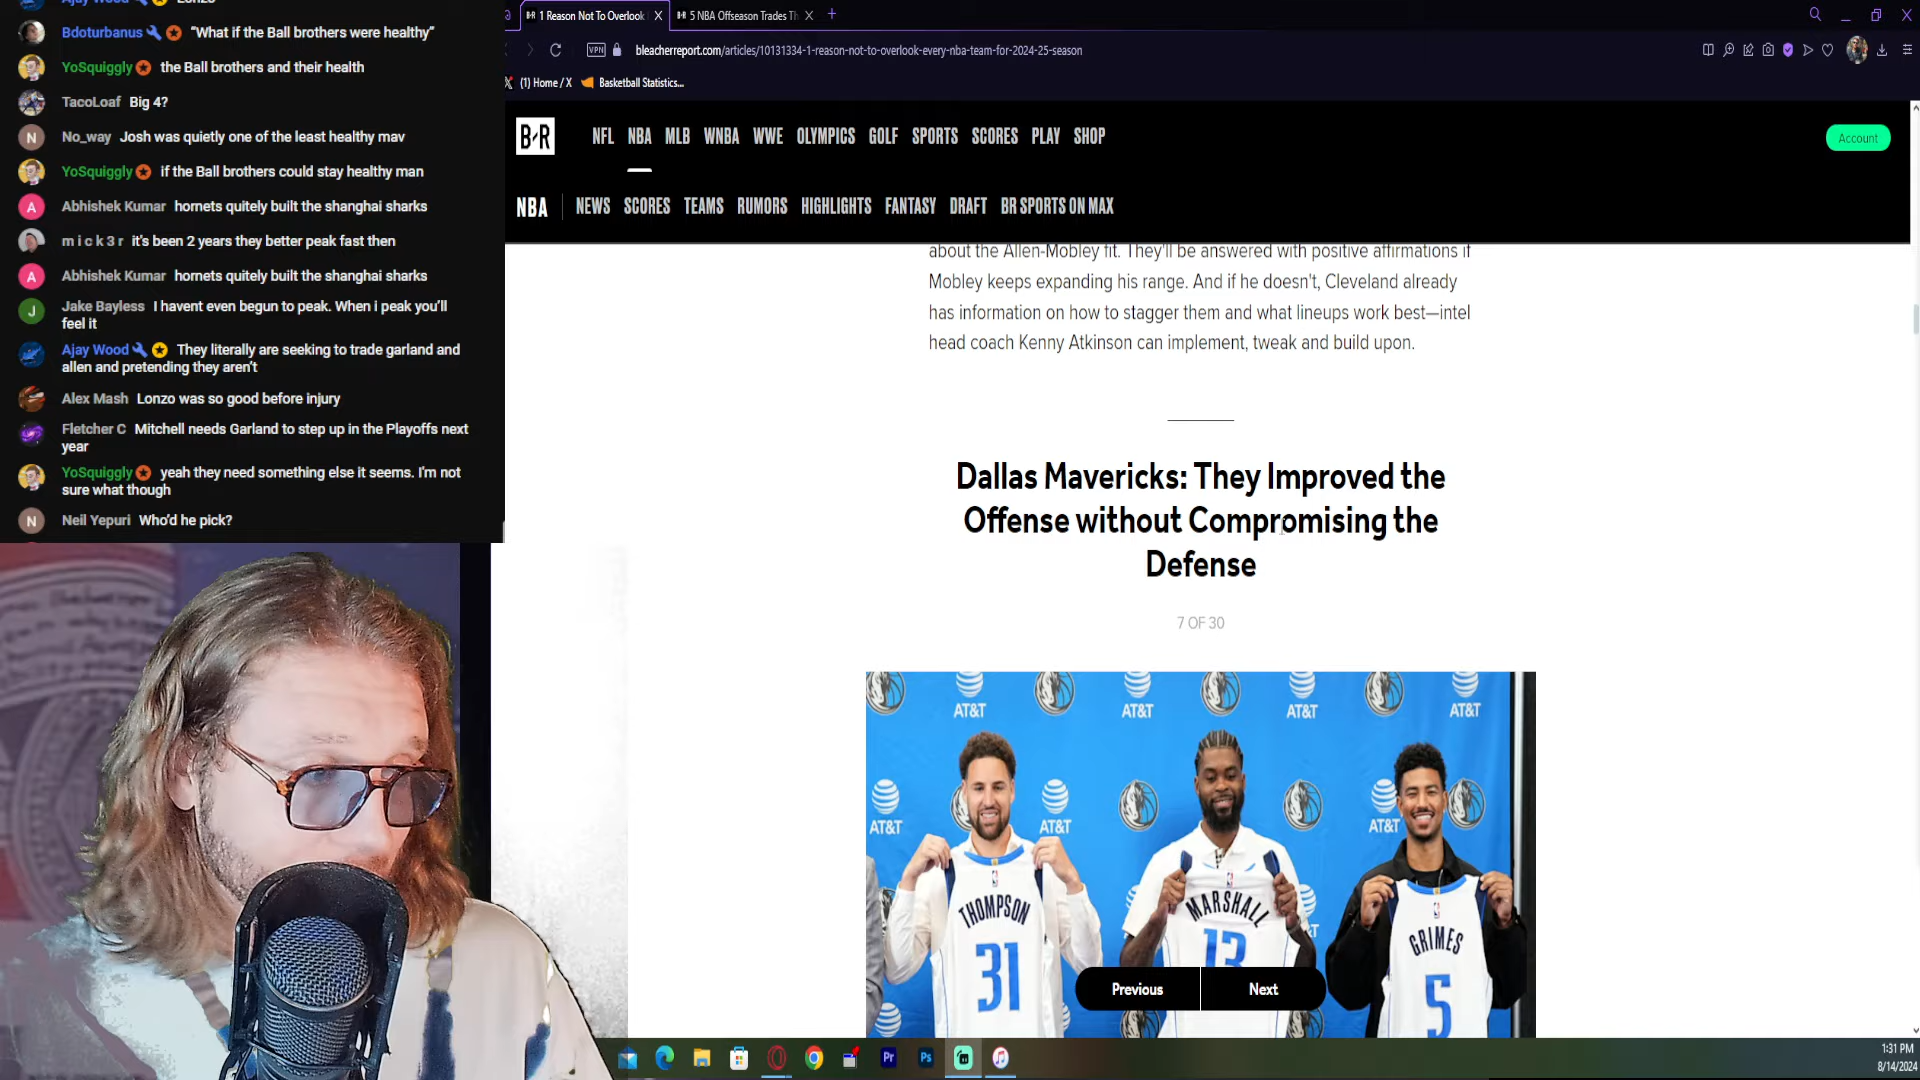 Ajay Wood Lonzo
Bdoturbanus “What if the Ball brothers were healthy”
YoSquiggly the Ball brothers and their health
TacoLoaf Big 4?
N No_way Josh was quietly one of the least healthy mav
YoSquiggly if the Ball brothers could stay healthy man
A Abhishek Kumar hornets quitely built the shanghai sharks
m i c k 3 r it's been 2 years they better peak fast then
A Abhishek Kumar hornets quitely built the shanghai sharks
J Jake Bayless I havent even begun to peak. When i peak you’ll
feel it
Ajay Wood They literally are seeking to trade garland and
allen and pretending they aren’t
Alex Mash Lonzo was so good before injury
Fletcher C Mitchell needs Garland to step up in the Playoffs next
year
YoSquiggly yeah they need something else it seems. I'm not
sure what though
N Neil Yepuri Who’d he pick?
B/R 1 Reason Not To Overlook
B/R 5 NBA Offseason Trades Th
VPN bleacherreport.com/articles/10131334-1-reason-not-to-overlook-every-nba-team-for-2024-25-season
(1) Home / X Basketball Statistics...
B/R NFL NBA MLB WNBA WWE OLYMPICS GOLF SPORTS SCORES PLAY SHOP Account
NBA NEWS SCORES TEAMS RUMORS HIGHLIGHTS FANTASY DRAFT BR SPORTS ON MAX
about the Allen-Mobley fit. They'll be answered with positive affirmations if
Mobley keeps expanding his range. And if he doesn't, Cleveland already
has information on how to stagger them and what lineups work best—intel
head coach Kenny Atkinson can implement, tweak and build upon.
Dallas Mavericks: They Improved the
Offense without Compromising the
Defense
7 OF 30
AT&T AT&T AT&T AT&T
AT&T AT&T AT&T
THOMPSON
31
MARSHALL
13
GRIMES
5
Previous Next
Pr Ps
1:31 PM
8/14/2024